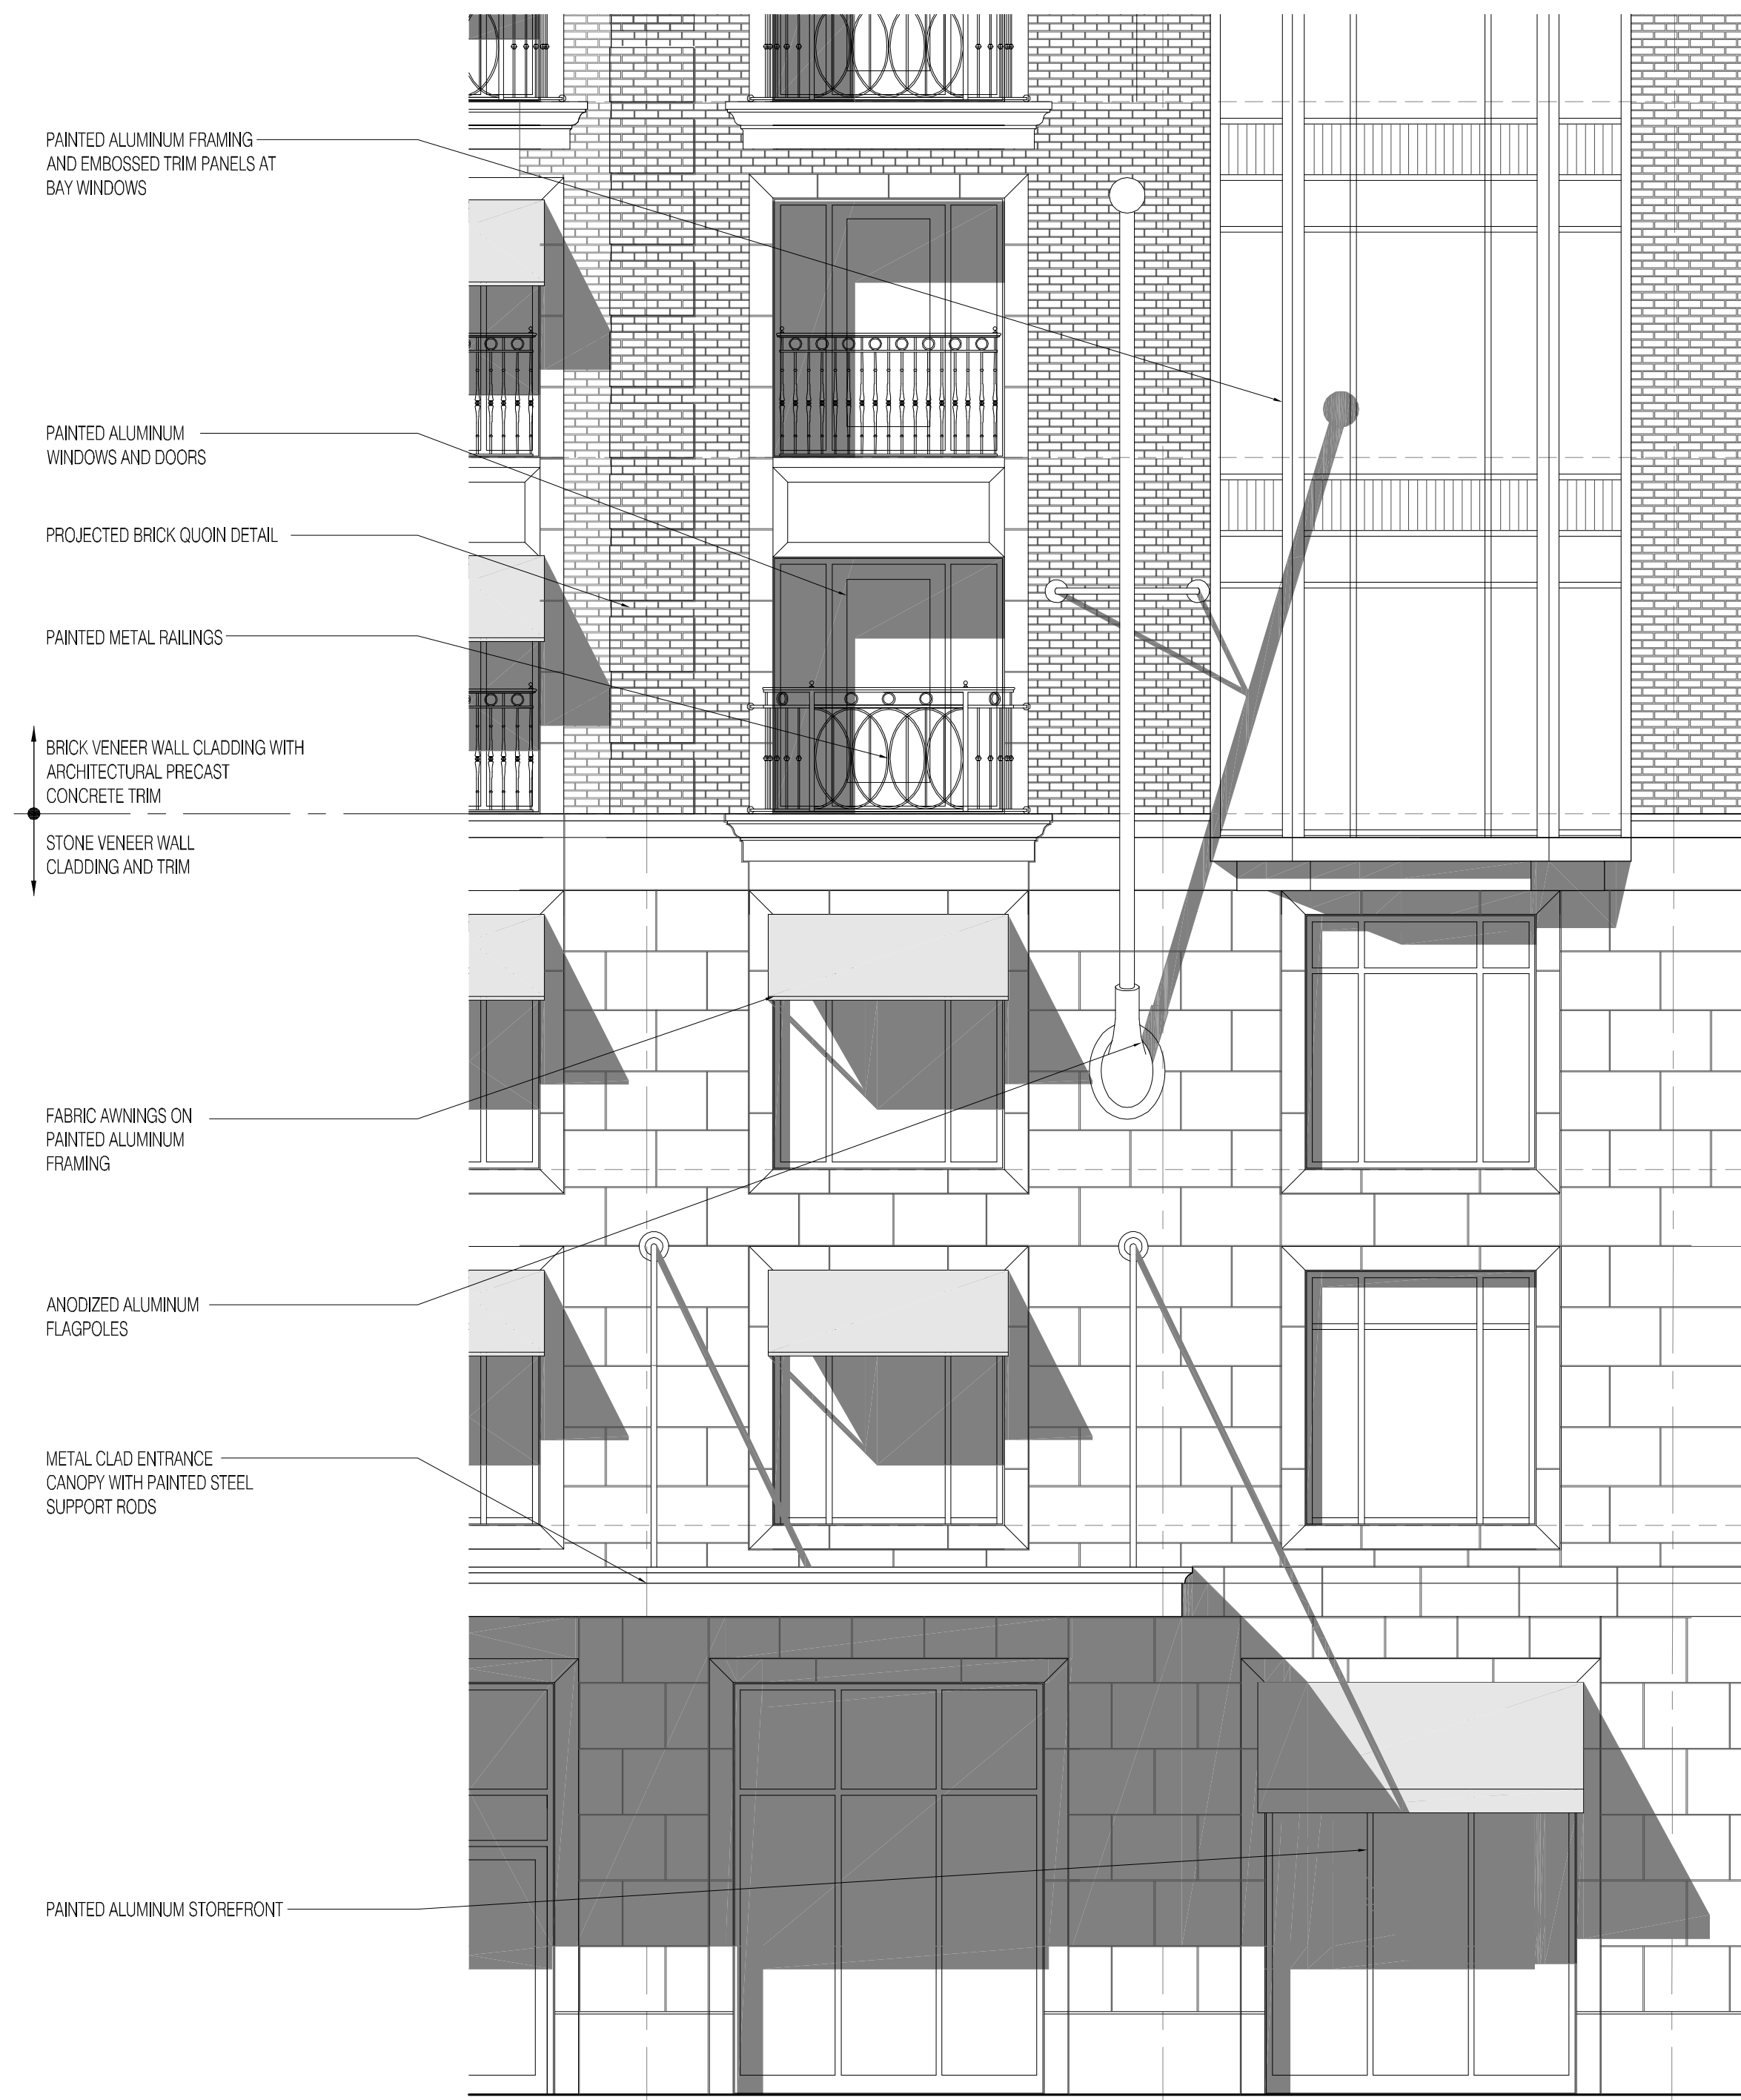 PAINTED ALUMINUM FRAMING
AND EMBOSSED TRIM PANELS AT
BAY WINDOWS
PAINTED ALUMINUM
WINDOWS AND DOORS
PROJECTED BRICK QUOIN DETAIL
PAINTED METAL RAILINGS
BRICK VENEER WALL CLADDING WITH
ARCHITECTURAL PRECAST
CONCRETE TRIM
STONE VENEER WALL
CLADDING AND TRIM
FABRIC AWNINGS ON
PAINTED ALUMINUM
FRAMING
ANODIZED ALUMINUM
FLAGPOLES
METAL CLAD ENTRANCE
CANOPY WITH PAINTED STEEL
SUPPORT RODS
PAINTED ALUMINUM STOREFRONT